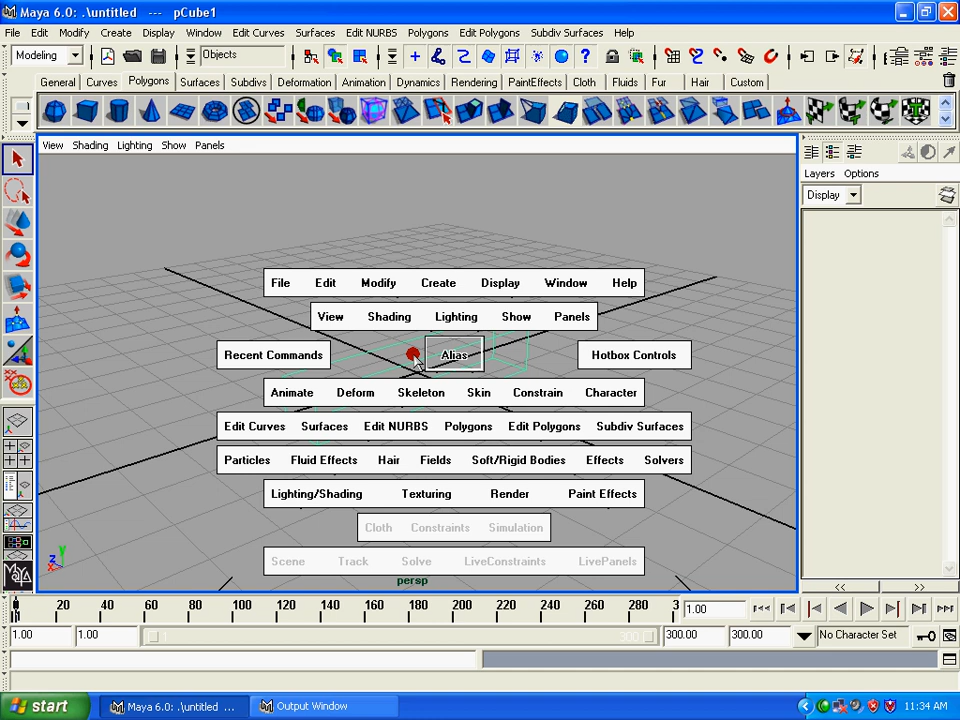 Maya 6.0: .\untitled --- pCube1
File Edit Modify Create Display Window Edit Curves Surfaces Edit NURBS Polygons Edit Polygons Subdiv Surfaces Help
Modeling Objects
General Curves Polygons Surfaces Subdivs Deformation Animation Dynamics Rendering PaintEffects Cloth Fluids Fur Hair Custom
View Shading Lighting Show Panels
Layers Options
Display
File Edit Modify Create Display Window Help
View Shading Lighting Show Panels
Recent Commands Alias Hotbox Controls
Animate Deform Skeleton Skin Constrain Character
Edit Curves Surfaces Edit NURBS Polygons Edit Polygons Subdiv Surfaces
Particles Fluid Effects Hair Fields Soft/Rigid Bodies Effects Solvers
Lighting/Shading Texturing Render Paint Effects
Cloth Constraints Simulation
Scene Track Solve LiveConstraints LivePanels
y
z x
persp
MAYA
<< >>
20 40 60 80 100 120 140 160 180 200 220 240 260 280 3 1.00
1.00 1.00 1 300 300.00 300.00 No Character Set
start Maya 6.0: .\untitled ... Output Window 11:34 AM